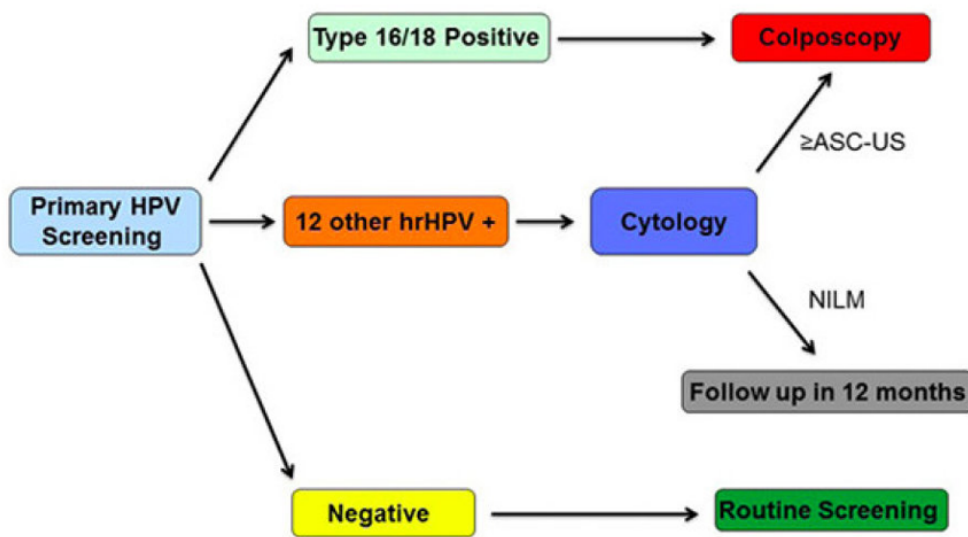 Type 16/18 Positive
Colposcopy
≥ASC-US
Primary HPV
Screening
12 other hrHPV +
Cytology
NILM
Follow up in 12 months
Negative
Routine Screening